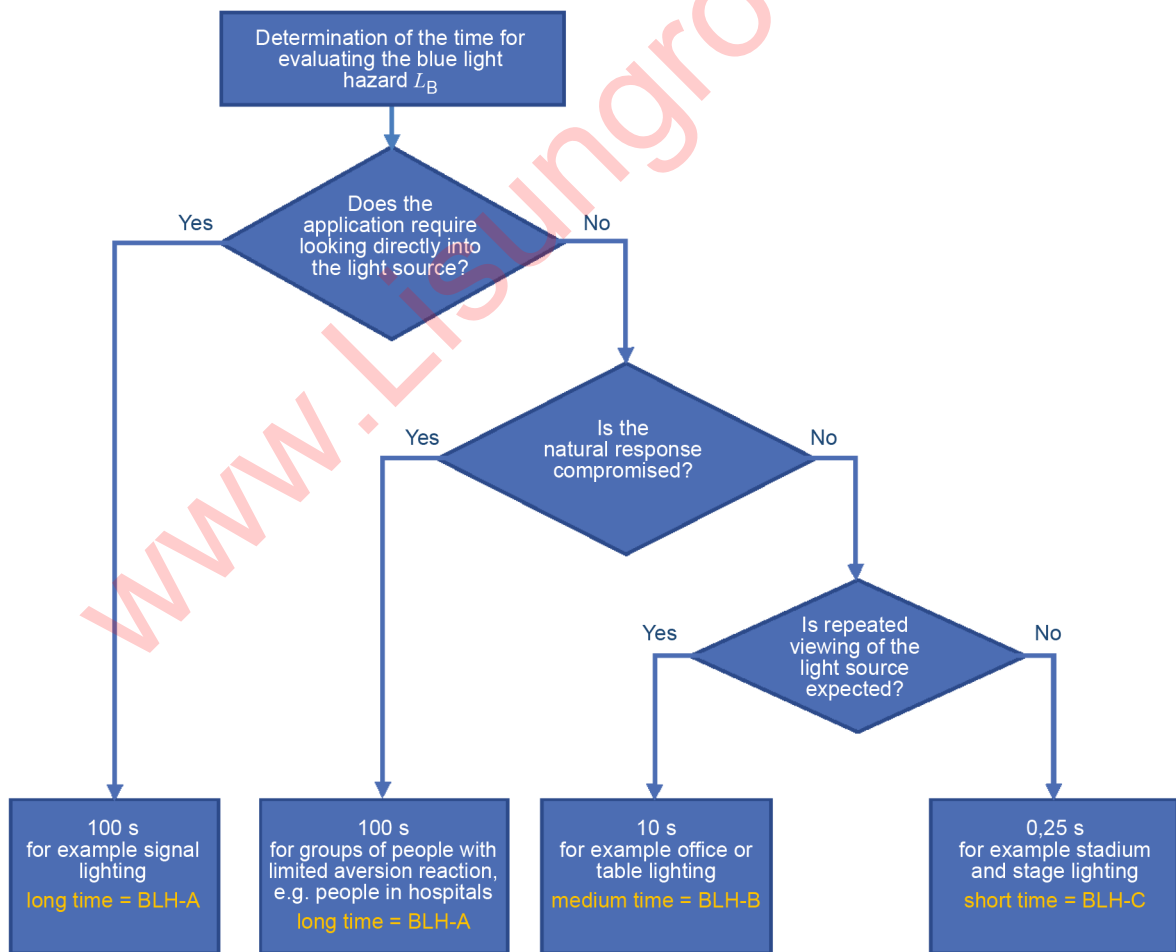 Determination of the time for
evaluating the blue light
hazard L_B
Does the
application require
looking directly into
the light source?
Yes
No
Is the
natural response
compromised?
Yes
No
Is repeated
viewing of the
light source
expected?
Yes
No
100 s
for example signal
lighting
long time = BLH-A
100 s
for groups of people with
limited aversion reaction,
e.g. people in hospitals
long time = BLH-A
10 s
for example office or
table lighting
medium time = BLH-B
0,25 s
for example stadium
and stage lighting
short time = BLH-C
www.Lisungro